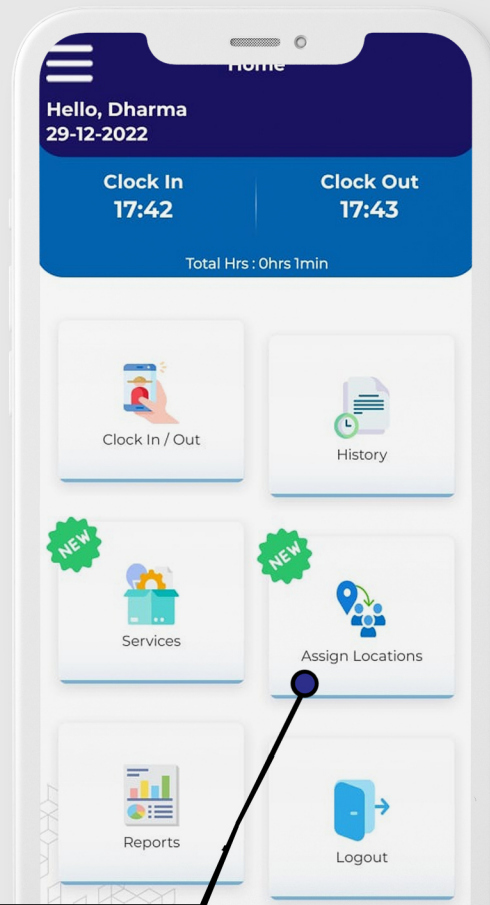 Home
Hello, Dharma
29-12-2022
Clock In
17:42
Clock Out
17:43
Total Hrs : 0hrs 1min
Clock In / Out
History
NEW
Services
NEW
Assign Locations
Reports
Logout